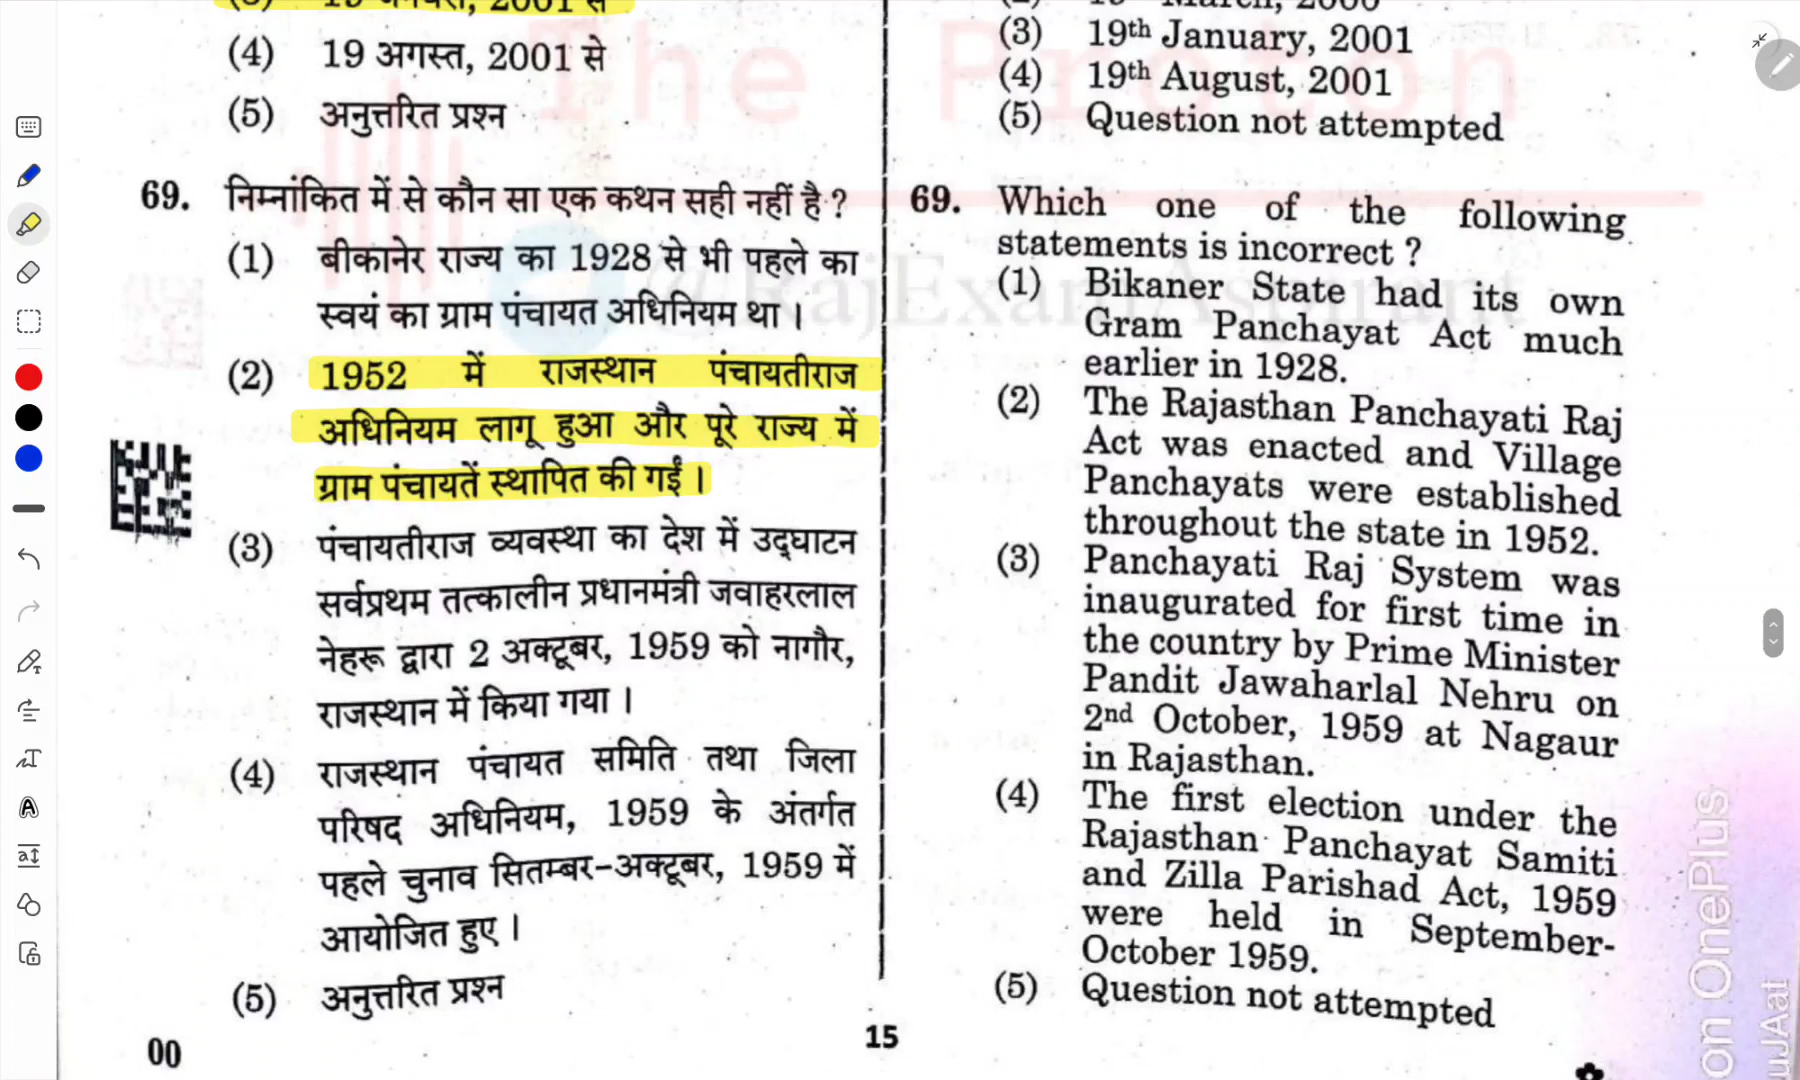 (4) 19 अगस्त, 2001 से
(5) अनुत्तरित प्रश्न
69. निम्नांकित में से कौन सा एक कथन सही नहीं है ?
(1) बीकानेर राज्य का 1928 से भी पहले का
स्वयं का ग्राम पंचायत अधिनियम था ।
(2) 1952 में राजस्थान पंचायतीराज
अधिनियम लागू हुआ और पूरे राज्य में
ग्राम पंचायतें स्थापित की गईं ।
(3) पंचायतीराज व्यवस्था का देश में उद्घाटन
सर्वप्रथम तत्कालीन प्रधानमंत्री जवाहरलाल
नेहरू द्वारा 2 अक्टूबर, 1959 को नागौर,
राजस्थान में किया गया ।
(4) राजस्थान पंचायत समिति तथा जिला
परिषद अधिनियम, 1959 के अंतर्गत
पहले चुनाव सितम्बर-अक्टूबर, 1959 में
आयोजित हुए ।
(5) अनुत्तरित प्रश्न
00
15
(3) 19th January, 2001
(4) 19th August, 2001
(5) Question not attempted
69. Which one of the following
statements is incorrect ?
(1) Bikaner State had its own
Gram Panchayat Act much
earlier in 1928.
(2) The Rajasthan Panchayati Raj
Act was enacted and Village
Panchayats were established
throughout the state in 1952.
(3) Panchayati Raj System was
inaugurated for first time in
the country by Prime Minister
Pandit Jawaharlal Nehru on
2nd October, 1959 at Nagaur
in Rajasthan.
(4) The first election under the
Rajasthan Panchayat Samiti
and Zilla Parishad Act, 1959
were held in September-
October 1959.
(5) Question not attempted
The Proton
@RajExamAspirant
on OnePlus